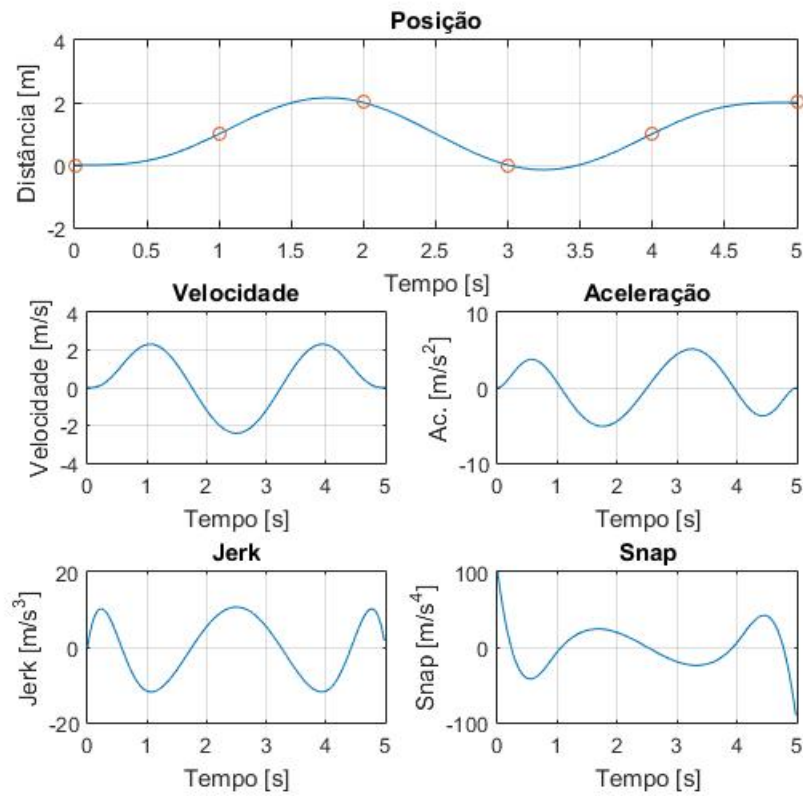 Posição
Distância [m]
4
2
0
-2
0 0.5 1 1.5 2 2.5 3 3.5 4 4.5 5
Tempo [s]
Velocidade
Velocidade [m/s]
4
2
0
-2
-4
0 1 2 3 4 5
Tempo [s]
Aceleração
Ac. [m/s²]
10
0
-10
0 1 2 3 4 5
Tempo [s]
Jerk
Jerk [m/s³]
20
0
-20
0 1 2 3 4 5
Tempo [s]
Snap
Snap [m/s⁴]
100
0
-100
0 1 2 3 4 5
Tempo [s]